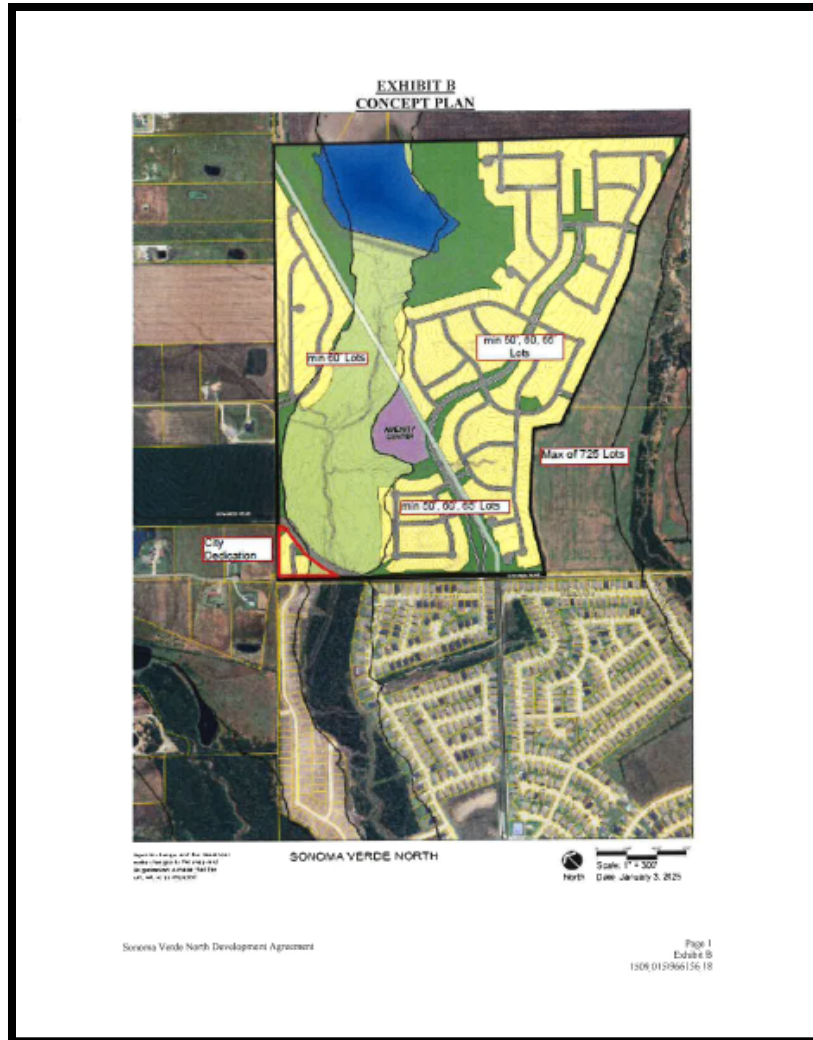 EXHIBIT B
CONCEPT PLAN
min 60' Lots
min 50', 60, 65
Lots
AMENITY
CENTER
Max of 725 Lots
min 50', 60', 65' Lots
City
Dedication
SONOMA VERDE NORTH
North
Scale: 1" = 300'
Date: January 3, 2025
Sonoma Verde North Development Agreement
Page 1
Exhibit B